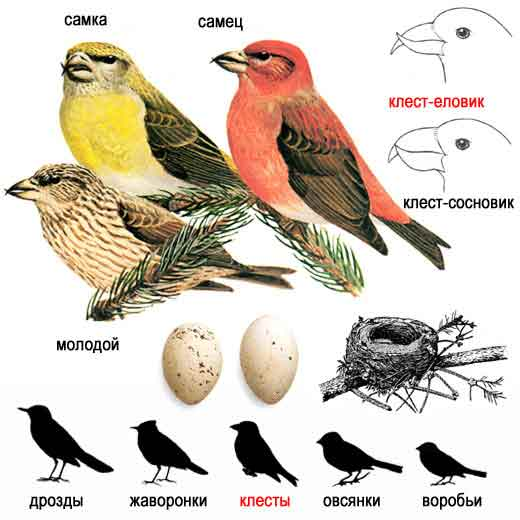 самка
самец
клест-еловик
клест-сосновик
молодой
дрозды
жаворонки
клесты
овсянки
воробьи